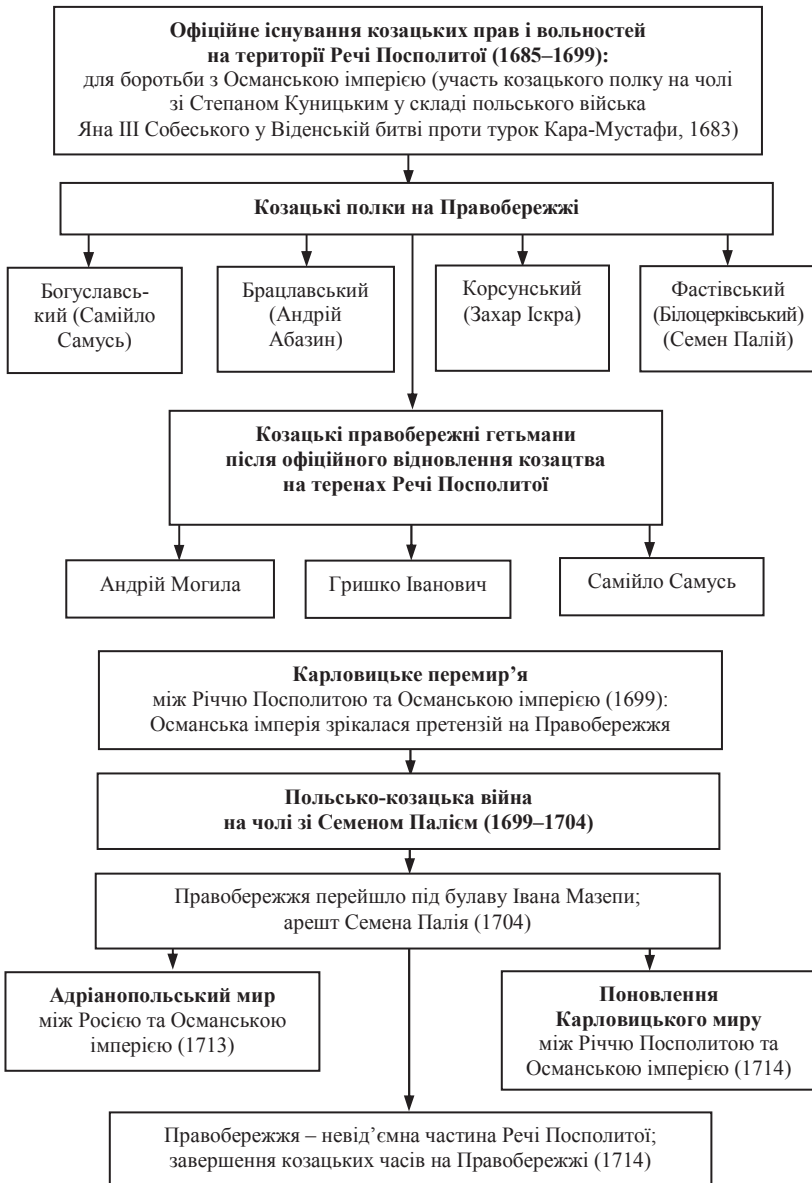 Офіційне існування козацьких прав і вольностей
на території Речі Посполитої (1685–1699):
для боротьби з Османською імперією (участь козацького полку на чолі
зі Степаном Куницьким у складі польського війська
Яна ІІІ Собеського у Віденській битві проти турок Кара-Мустафи, 1683)
Козацькі полки на Правобережжі
Богуславсь-
кий (Самійло
Самусь)
Брацлавський
(Андрій
Абазин)
Корсунський
(Захар Іскра)
Фастівський
(Білоцерківський)
(Семен Палій)
Козацькі правобережні гетьмани
після офіційного відновлення козацтва
на теренах Речі Посполитої
Андрій Могила
Гришко Іванович
Самійло Самусь
Карловицьке перемир’я
між Річчю Посполитою та Османською імперією (1699):
Османська імперія зрікалася претензій на Правобережжя
Польсько-козацька війна
на чолі зі Семеном Палієм (1699–1704)
Правобережжя перейшло під булаву Івана Мазепи;
арешт Семена Палія (1704)
Адріанопольський мир
між Росією та Османською
імперією (1713)
Поновлення
Карловицького миру
між Річчю Посполитою та
Османською імперією (1714)
Правобережжя – невід’ємна частина Речі Посполитої;
завершення козацьких часів на Правобережжі (1714)